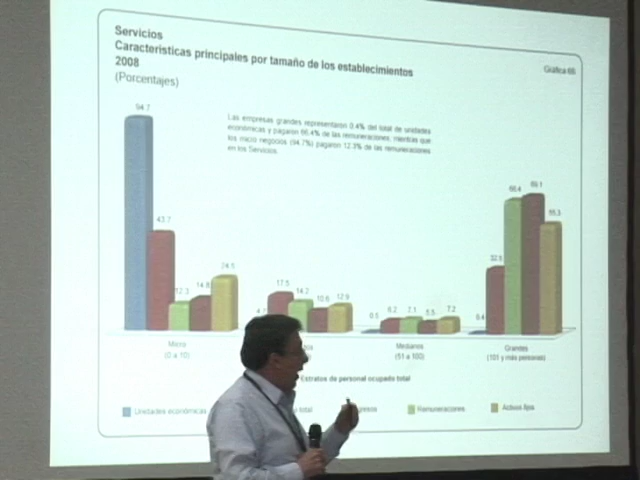 Servicios
Características principales por tamaño de los establecimientos
2008
(Porcentajes)
Gráfica 66
Las empresas grandes representaron 0.4% del total de unidades
económicas y pagaron 66.4% de las remuneraciones, mientras que
los micro negocios (94.7%) pagaron 12.3% de las remuneraciones
en los Servicios.
94.7
43.7
12.3
14.8
24.5
17.5
14.2
10.6
12.9
0.5
6.2
7.1
5.5
7.2
0.4
32.6
66.4
69.1
55.3
Micro
(0 a 10)
Medianos
(51 a 100)
Grandes
(101 y más personas)
Estratos de personal ocupado total
Unidades económicas
total
Remuneraciones
Activos fijos